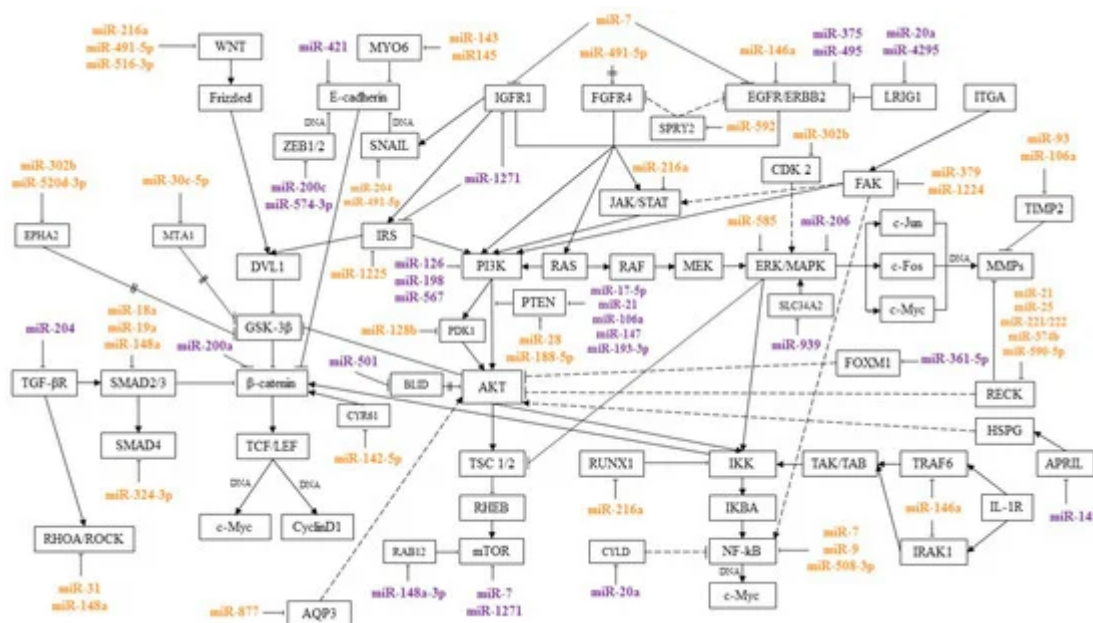 miR-216a
miR-491-5p
miR-516-3p
WNT
miR-421
MYO6
miR-143
miR145
miR-7
miR-491-5p
miR-146a
miR-375
miR-495
miR-20a
miR-4295
Frizzled
E-cadherin
IGFR1
FGFR4
EGFR/ERBB2
LRIG1
ITGA
DNA
DNA
SPRY2
miR-592
ZEB1/2
SNAIL
miR-302b
miR-93
miR-106a
miR-302b
miR-520d-3p
miR-30c-5p
miR-200c
miR-574-3p
miR-204
miR-491-5p
miR-1271
miR-216a
CDK 2
FAK
miR-379
miR-1224
JAK/STAT
TIMP2
EPHA2
MTA1
IRS
miR-585
miR-206
c-Jun
DVL1
miR-1225
miR-126
miR-198
miR-567
PI3K
RAS
RAF
MEK
ERK/MAPK
c-Fos
DNA
MMPs
miR-17-5p
miR-21
miR-106a
miR-147
miR-193-3p
PTEN
SLC34A2
c-Myc
miR-21
miR-25
miR-221/222
miR-374b
miR-590-5p
miR-18a
miR-19a
miR-148a
GSK-3β
miR-128b
PDK1
miR-28
miR-188-5p
miR-939
miR-204
miR-200a
miR-501
FOXM1
miR-361-5p
TGF-βR
SMAD2/3
β-catenin
BLID
AKT
RECK
CYR61
HSPG
SMAD4
TCF/LEF
miR-142-5p
TSC 1/2
RUNX1
IKK
TAK/TAB
TRAF6
APRIL
miR-324-3p
DNA
DNA
RHEB
miR-216a
IKBA
miR-146a
IL-1R
miR-14
c-Myc
CyclinD1
RHOA/ROCK
RAB12
mTOR
CYLD
NF-kB
miR-7
miR-9
miR-508-3p
IRAK1
DNA
miR-31
miR-148a
miR-877
AQP3
miR-148a-3p
miR-7
miR-1271
miR-20a
c-Myc